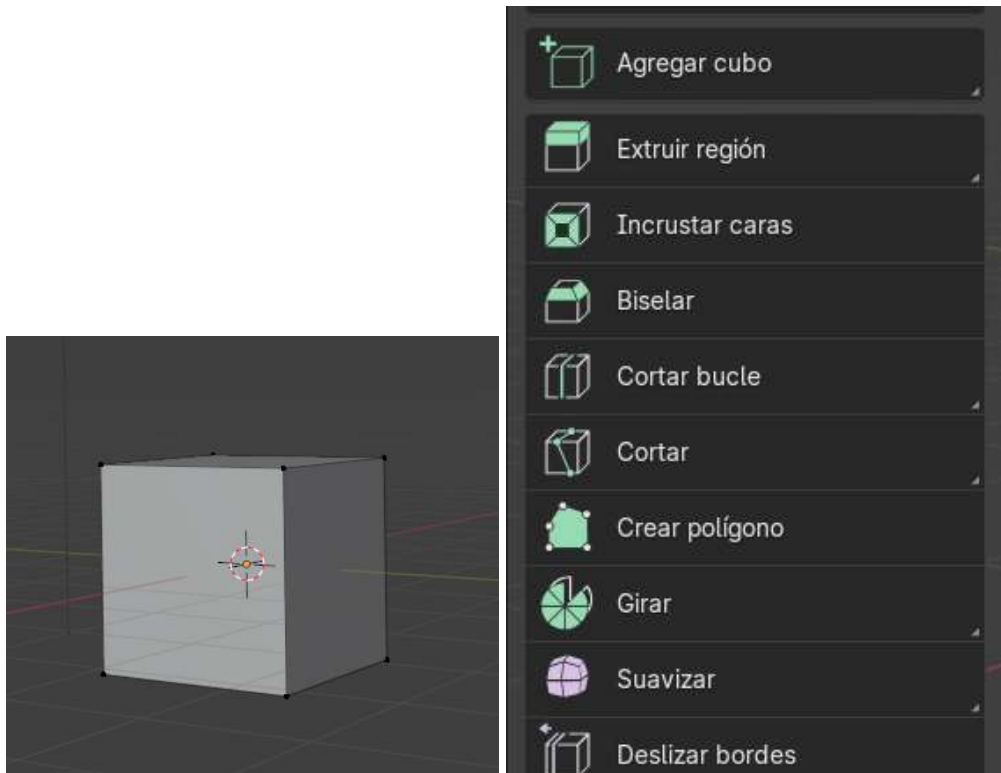 Agregar cubo
Extruir región
Incrustar caras
Biselar
Cortar bucle
Cortar
Crear polígono
Girar
Suavizar
Deslizar bordes